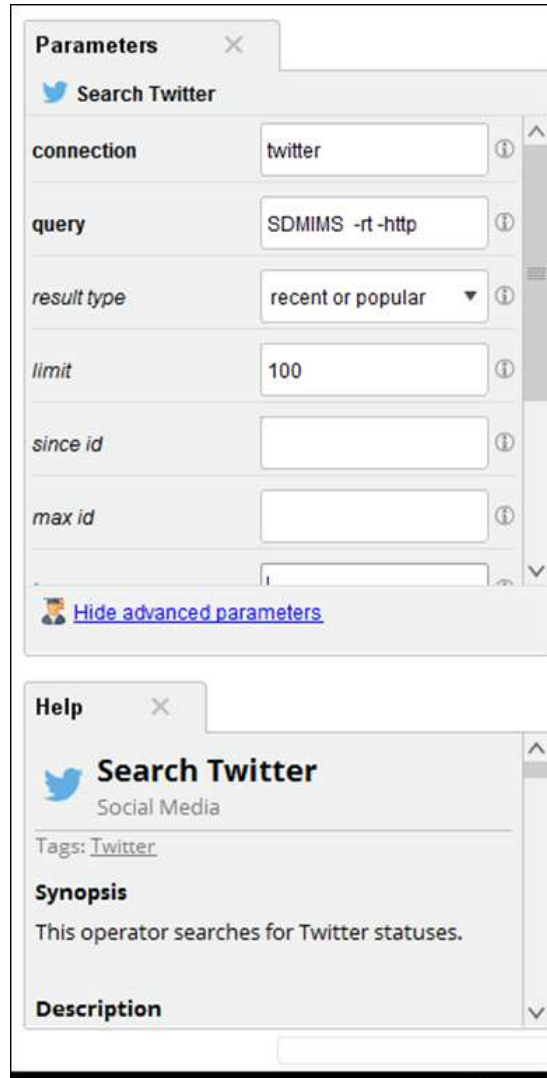 Parameters
Search Twitter
connection twitter
query SDMIMS -rt -http
result type recent or popular
limit 100
since id
max id
Hide advanced parameters
Help
Search Twitter
Social Media
Tags: Twitter
Synopsis
This operator searches for Twitter statuses.
Description